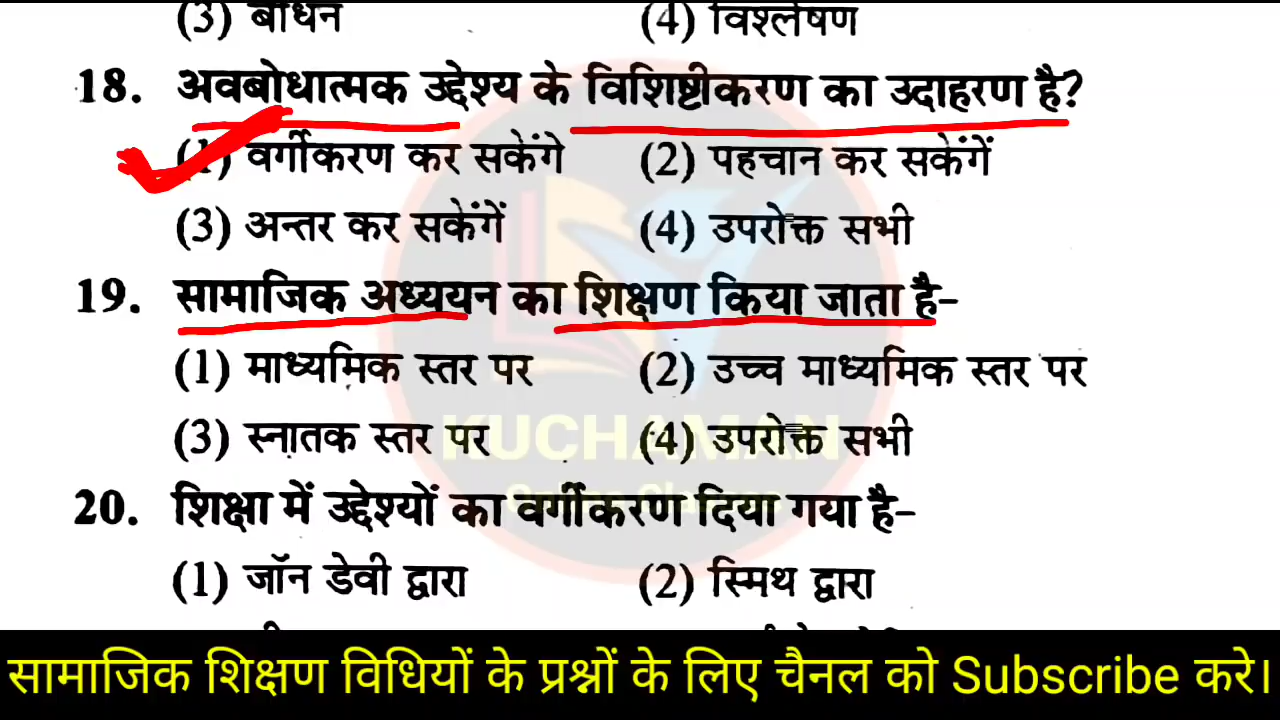 (3) बोधन (4) विश्लेषण
18. अवबोधात्मक उद्देश्य के विशिष्टीकरण का उदाहरण है?
(1) वर्गीकरण कर सकेंगे (2) पहचान कर सकेंगें
(3) अन्तर कर सकेंगें (4) उपरोक्त सभी
19. सामाजिक अध्ययन का शिक्षण किया जाता है-
(1) माध्यमिक स्तर पर (2) उच्च माध्यमिक स्तर पर
(3) स्नातक स्तर पर (4) उपरोक्त सभी
KUCHAMAN
Online Classes
20. शिक्षा में उद्देश्यों का वर्गीकरण दिया गया है-
(1) जॉन डेवी द्वारा (2) स्मिथ द्वारा
सामाजिक शिक्षण विधियों के प्रश्नों के लिए चैनल को Subscribe करे।